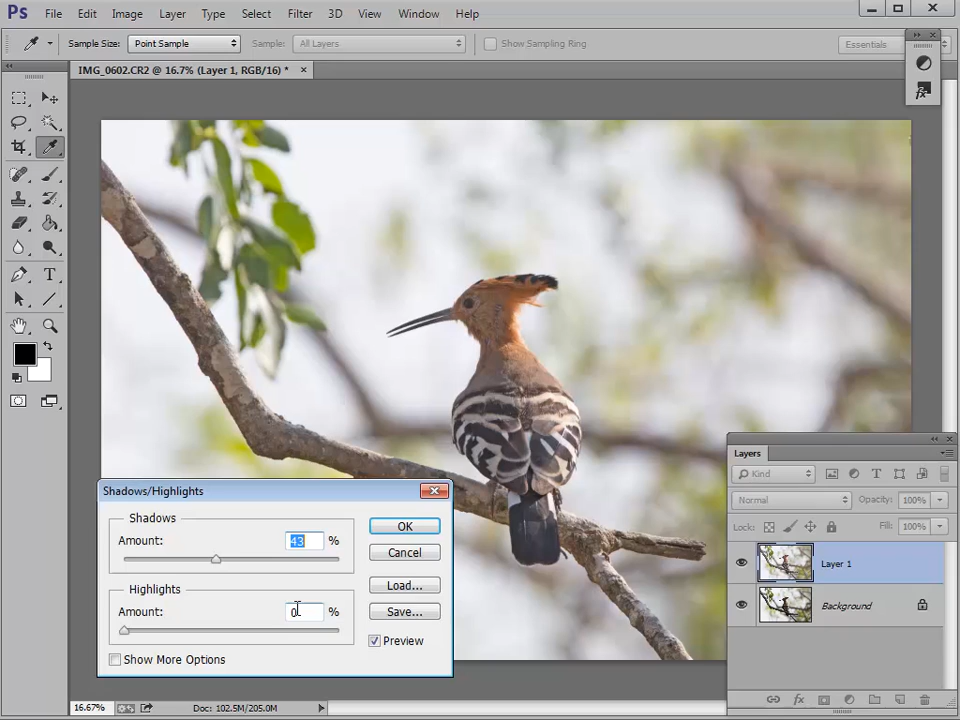 Ps File Edit Image Layer Type Select Filter 3D View Window Help
Sample Size: Point Sample Sample: All Layers Show Sampling Ring Essentials
IMG_0602.CR2 @ 16.7% (Layer 1, RGB/16) * ×
fx
T
Layers
Kind T
Normal Opacity: 100%
Lock: Fill: 100%
Layer 1
Background
fx
Shadows/Highlights
Shadows
Amount: 43 %
Highlights
Amount: 0 %
Show More Options
OK
Cancel
Load...
Save...
Preview
16.67% Doc: 102.5M/205.0M